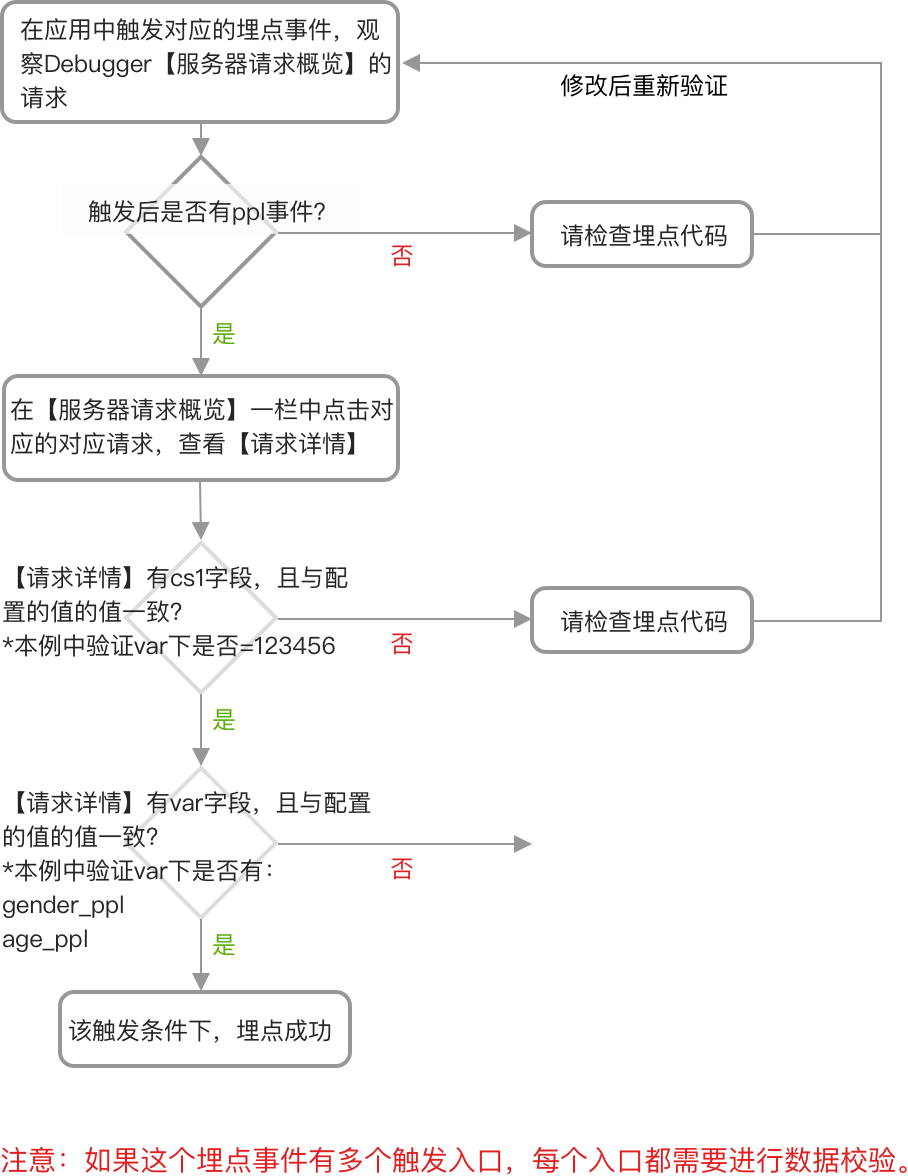 在应用中触发对应的埋点事件，观
察Debugger【服务器请求概览】的
请求
修改后重新验证
触发后是否有ppl事件？
否
请检查埋点代码
是
在【服务器请求概览】一栏中点击对
应的对应请求，查看【请求详情】
【请求详情】有cs1字段，且与配
置的值的值一致？
*本例中验证var下是否=123456
否
请检查埋点代码
是
【请求详情】有var字段，且与配置
的值的值一致？
*本例中验证var下是否有：
gender_ppl
age_ppl
否
是
该触发条件下，埋点成功
注意：如果这个埋点事件有多个触发入口，每个入口都需要进行数据校验。